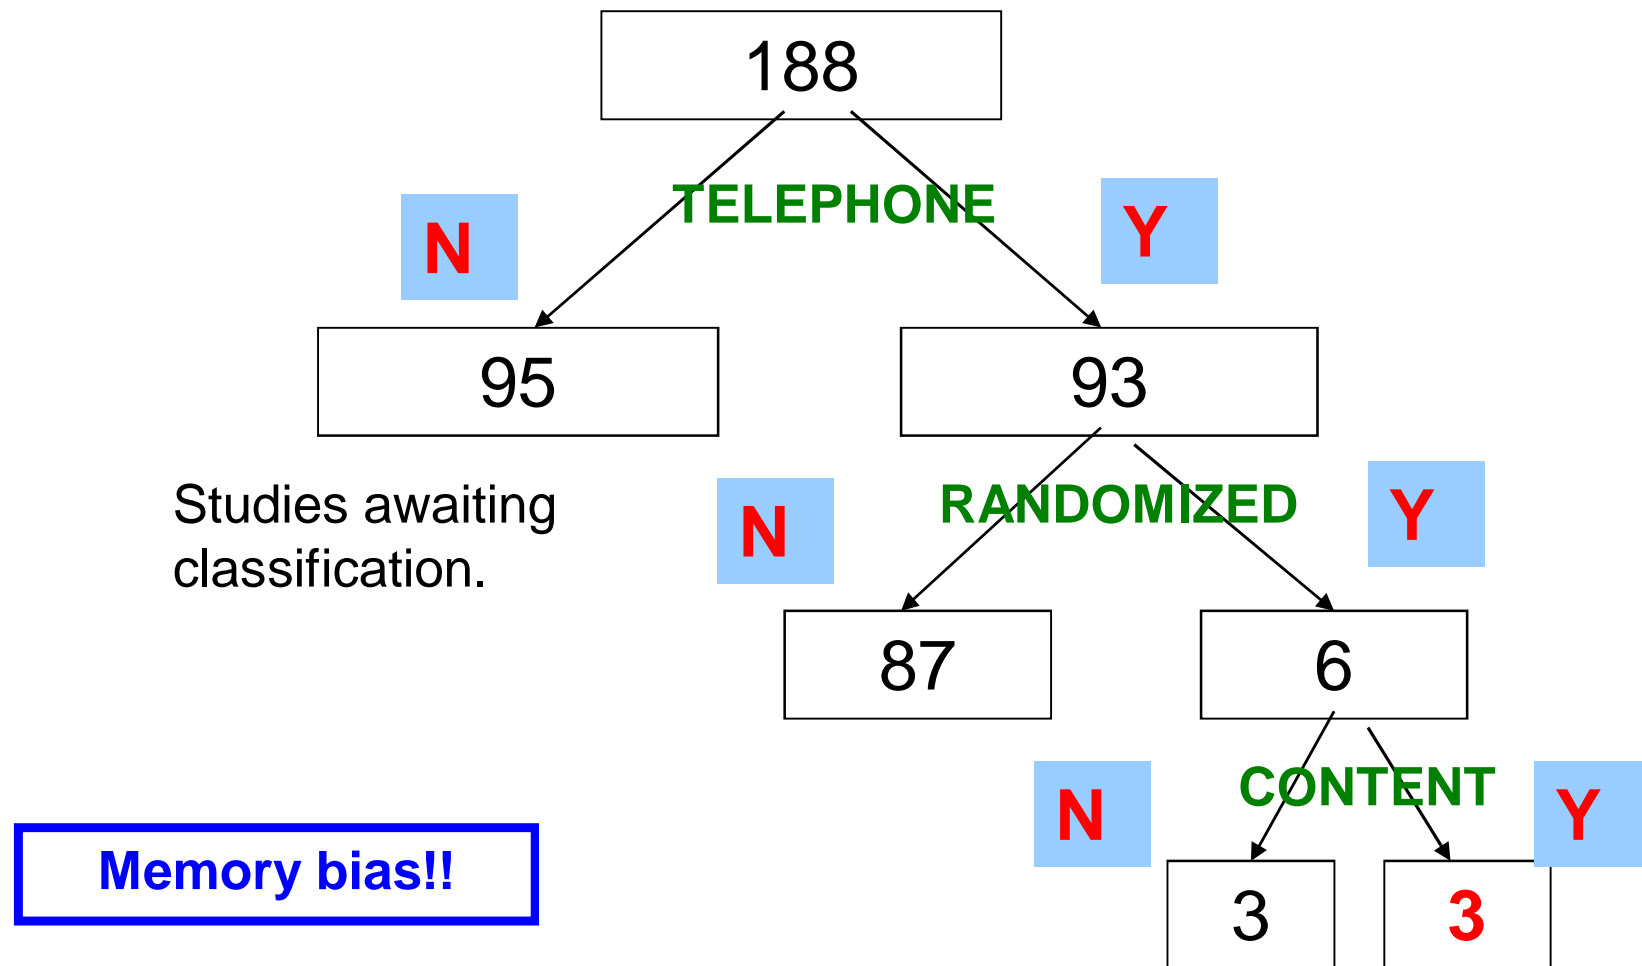 188
TELEPHONE
N
Y
95
93
Studies awaiting
classification.
RANDOMIZED
N
Y
87
6
CONTENT
N
Y
Memory bias!!
3
3